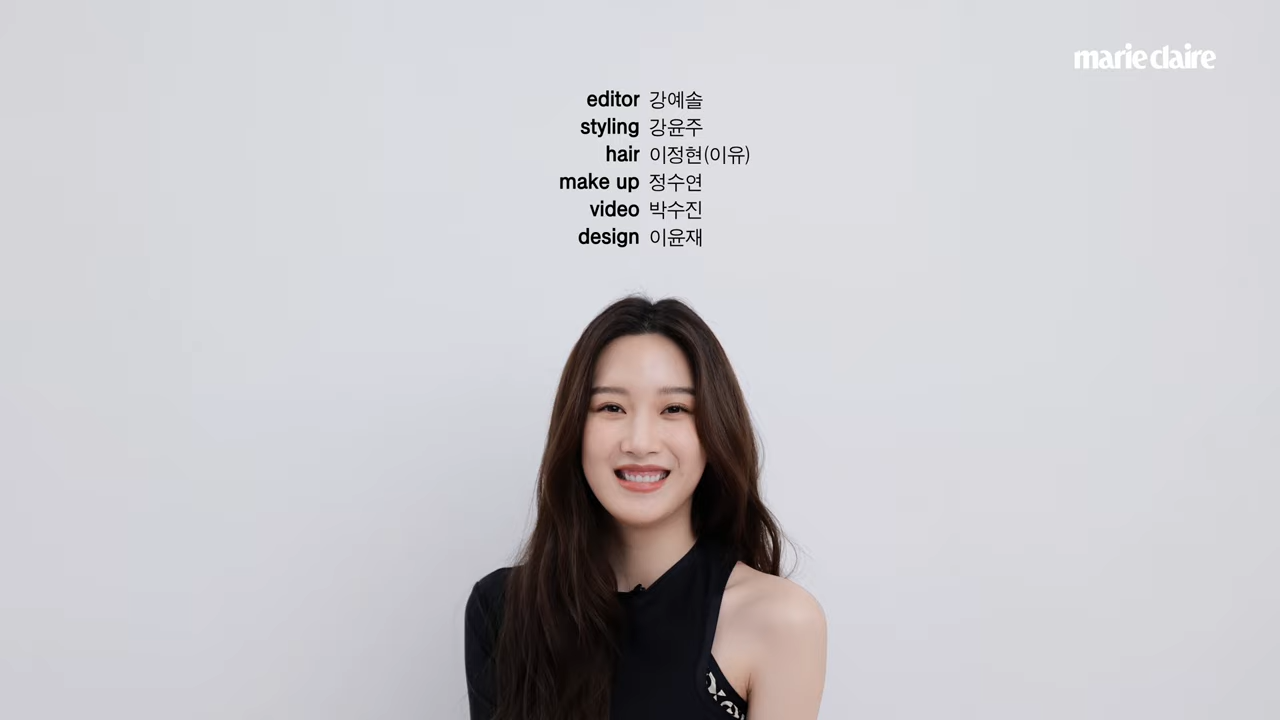 marie claire
editor 강예솔
styling 강윤주
hair 이정현(이유)
make up 정수연
video 박수진
design 이윤재